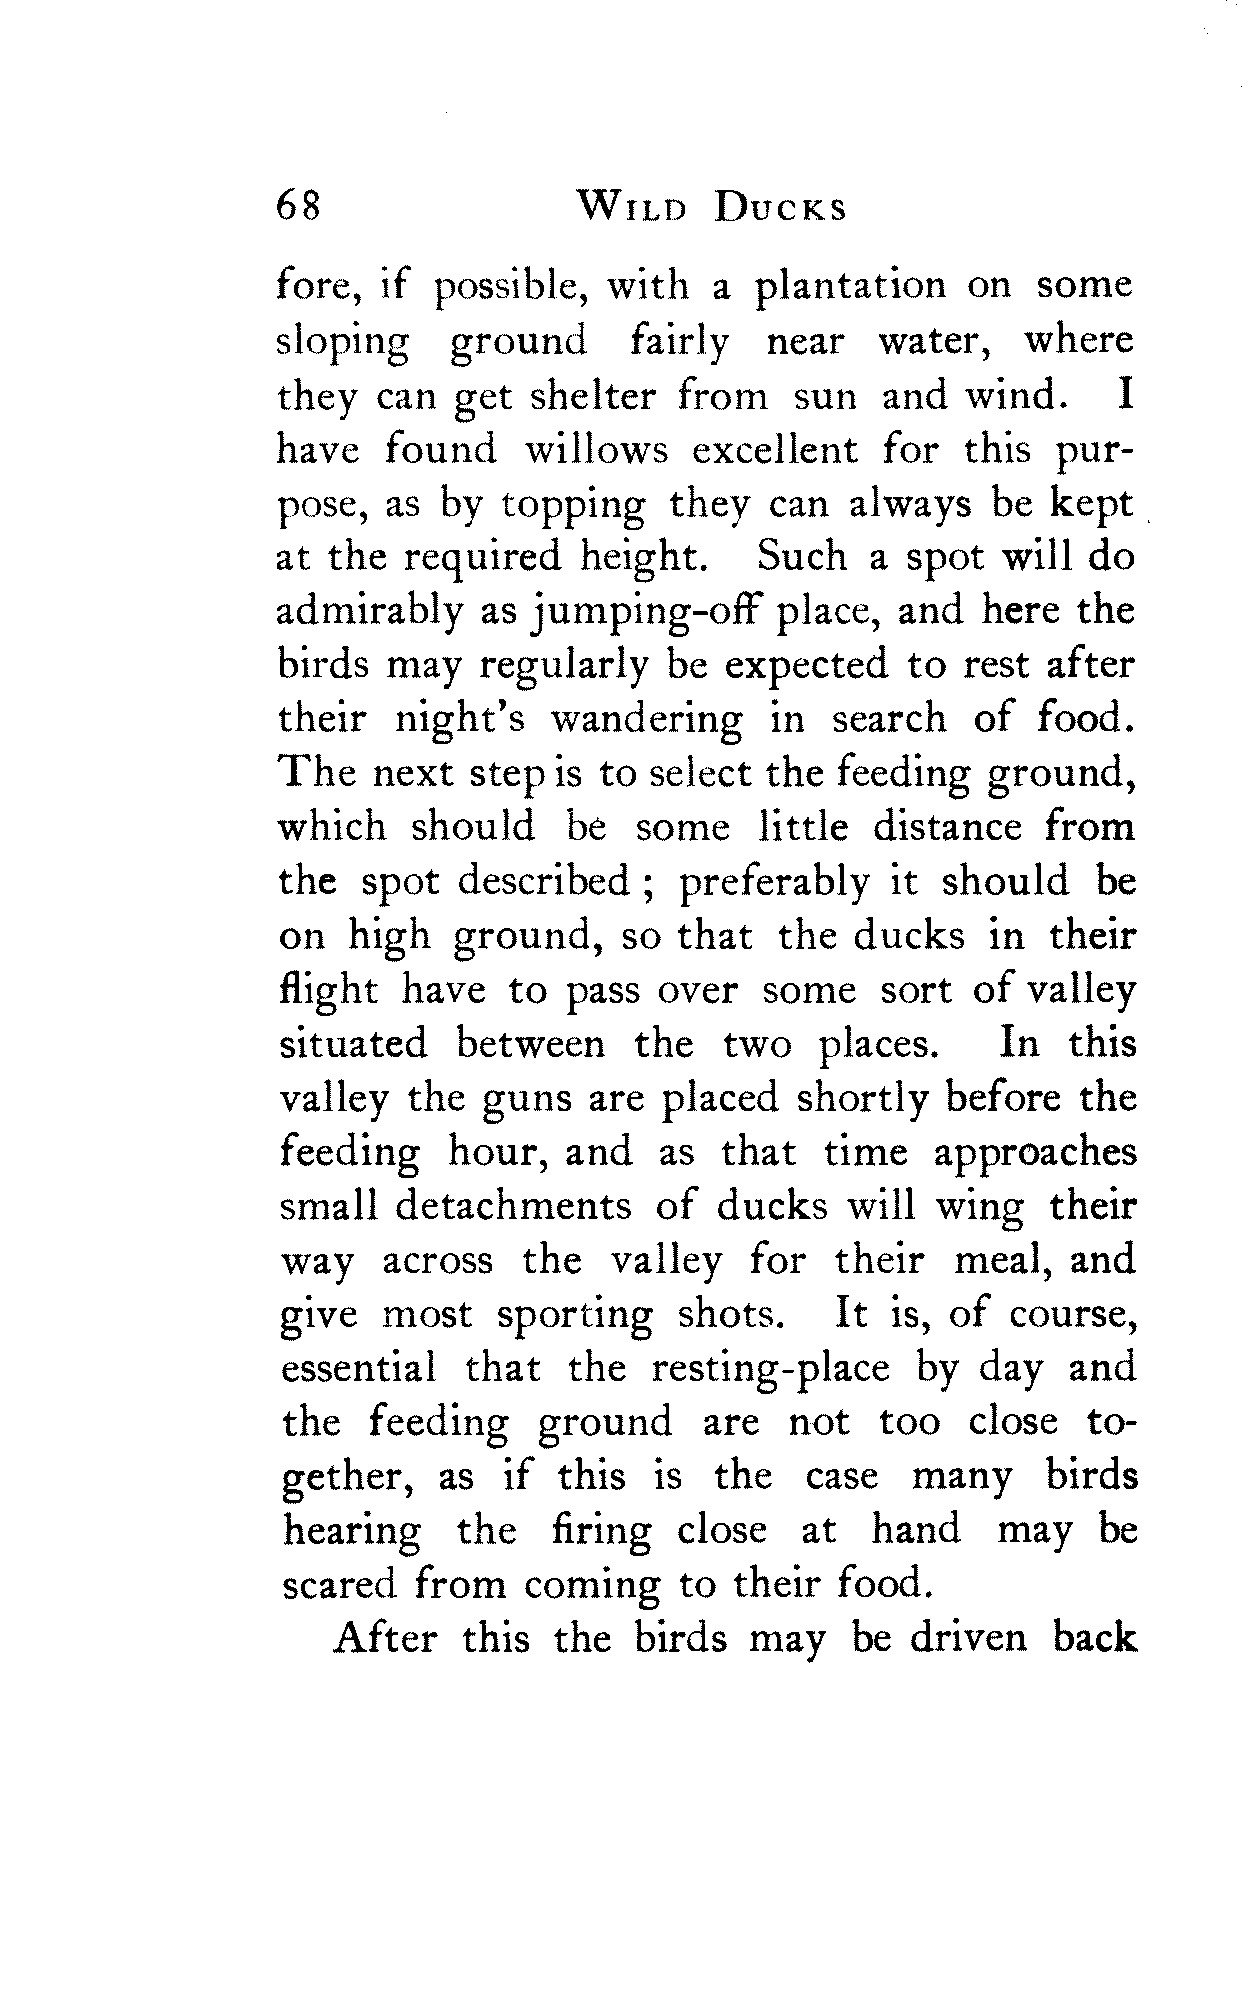 68 Wild Ducks
fore, if possible, with a plantation on some
sloping ground fairly near water, where
they can get shelter from sun and wind. I
have found willows excellent for this pur-
pose, as by topping they can always be kept
at the required height. Such a spot will do
admirably as jumping-off place, and here the
birds may regularly be expected to rest after
their night's wandering in search of food.
The next step is to select the feeding ground,
which should be some little distance from
the spot described ; preferably it should be
on high ground, so that the ducks in their
flight have to pass over some sort of valley
situated between the two places. In this
valley the guns are placed shortly before the
feeding hour, and as that time approaches
small detachments of ducks will wing their
way across the valley for their meal, and
give most sporting shots. It is, of course,
essential that the resting-place by day and
the feeding ground are not too close to-
gether, as if this is the case many birds
hearing the firing close at hand may be
scared from coming to their food.
After this the birds may be driven back